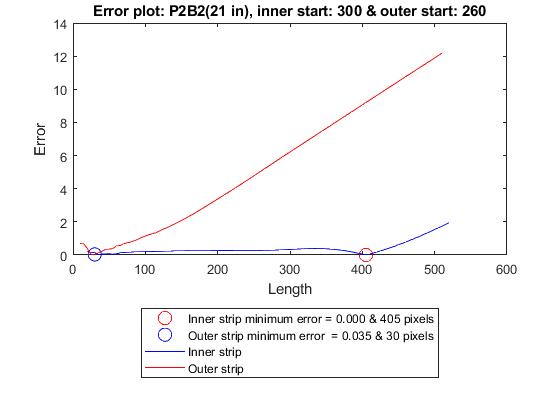 Error plot: P2B2(21 in), inner start: 300 & outer start: 260
14
12
10
8
6
4
2
0
Error
0 100 200 300 400 500 600
Length
Inner strip minimum error = 0.000 & 405 pixels
Outer strip minimum error = 0.035 & 30 pixels
Inner strip
Outer strip